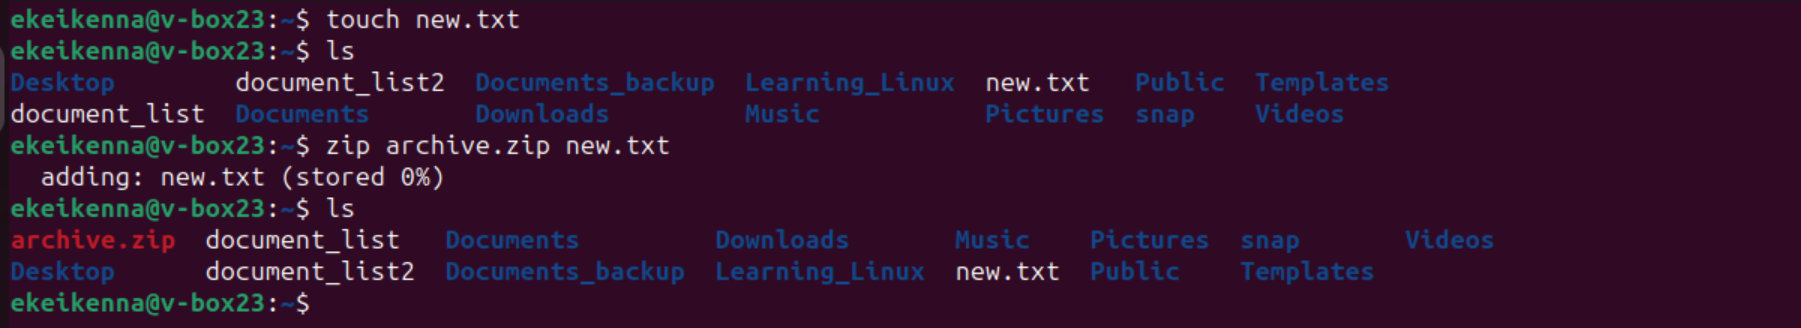 ekeikenna@v-box23:~$ touch new.txt
ekeikenna@v-box23:~$ ls
Desktop document_list2 Documents_backup Learning_Linux new.txt Public Templates
document_list Documents Downloads Music Pictures snap Videos
ekeikenna@v-box23:~$ zip archive.zip new.txt
adding: new.txt (stored 0%)
ekeikenna@v-box23:~$ ls
archive.zip document_list Documents Downloads Music Pictures snap Videos
Desktop document_list2 Documents_backup Learning_Linux new.txt Public Templates
ekeikenna@v-box23:~$